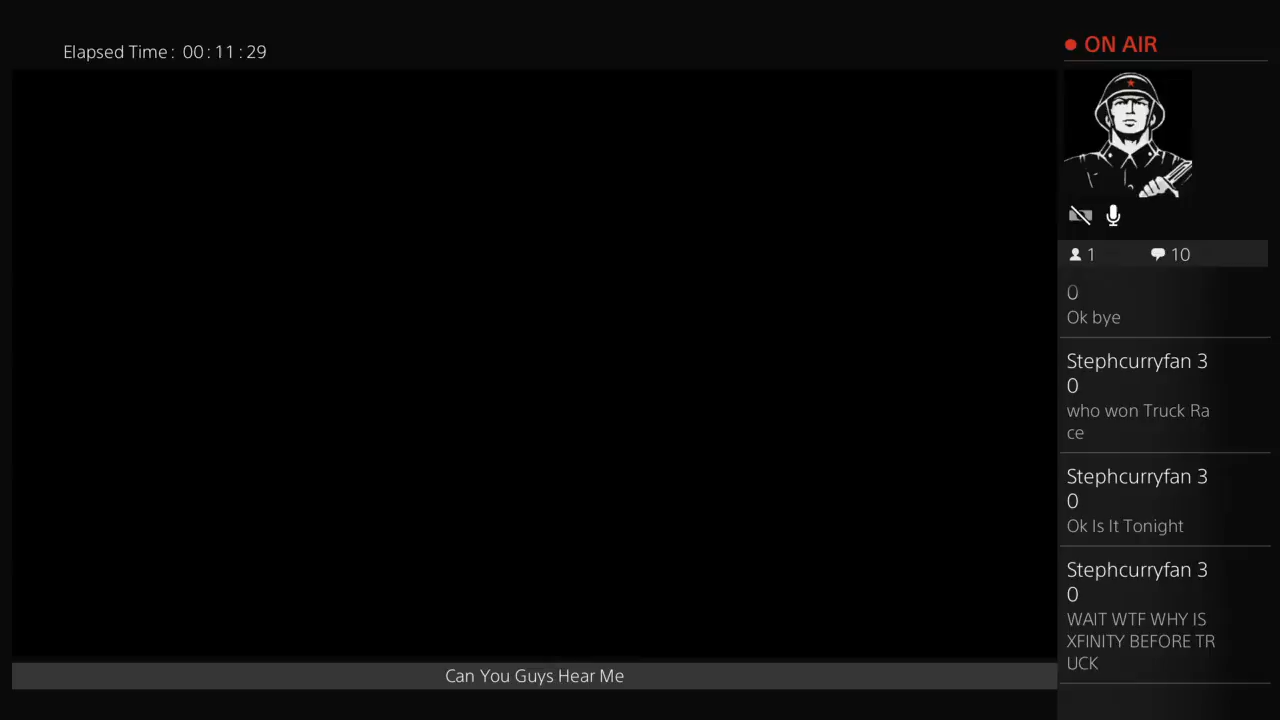 Elapsed Time: 00:11:29
ON AIR
1 10
0
Ok bye
Stephcurryfan 3
0
who won Truck Ra
ce
Stephcurryfan 3
0
Ok Is It Tonight
Stephcurryfan 3
0
WAIT WTF WHY IS
XFINITY BEFORE TR
UCK
Can You Guys Hear Me